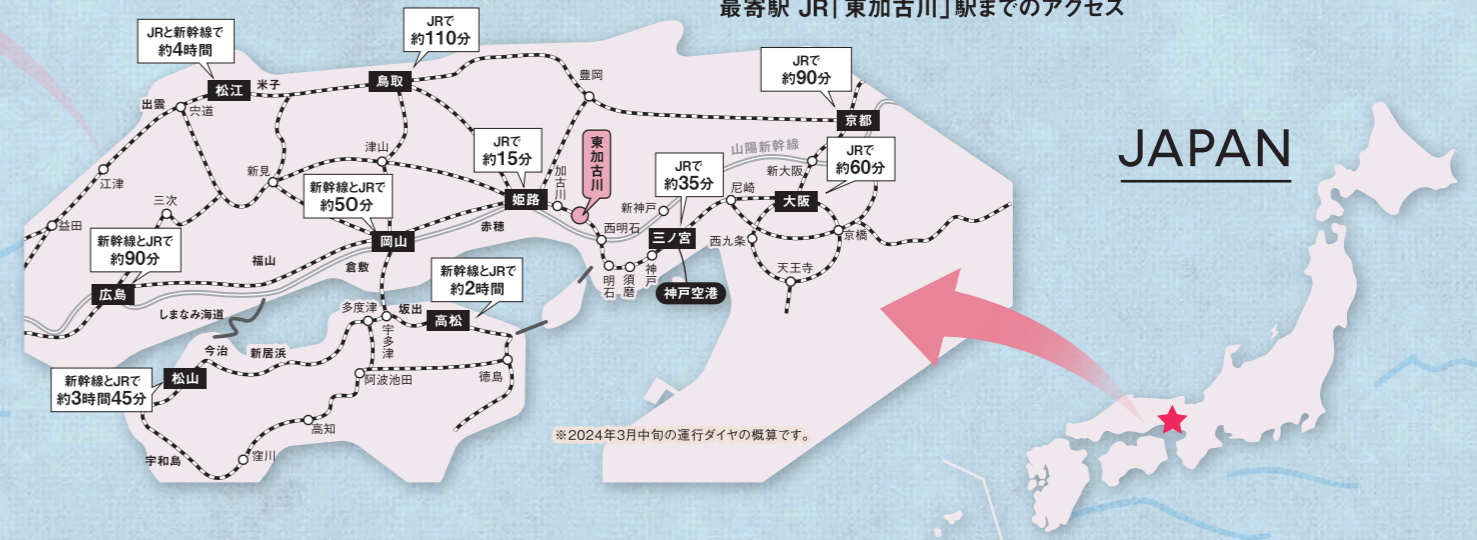 最寄駅 JR「東加古川」駅までのアクセス
JRと新幹線で
約4時間
JRで
約110分
JRで
約90分
豊岡
松江
米子
鳥取
出雲
宍道
京都
山陽新幹線
JAPAN
JRで
約15分
東加古川
JRで
約35分
JRで
約60分
新大阪
津山
新見
江津
加古川
尼崎
大阪
新幹線とJRで
約50分
姫路
新神戸
三次
益田
赤穂
西明石
三ノ宮
西九条
京橋
岡山
新幹線とJRで
約90分
福山
倉敷
明石
須磨
神戸
天王寺
神戸空港
広島
しまなみ海道
新幹線とJRで
約2時間
多度津
坂出
高松
宇多津
今治
新居浜
松山
新幹線とJRで
約3時間45分
阿波池田
徳島
高知
宇和島
窪川
※2024年3月中旬の運行ダイヤの概算です。